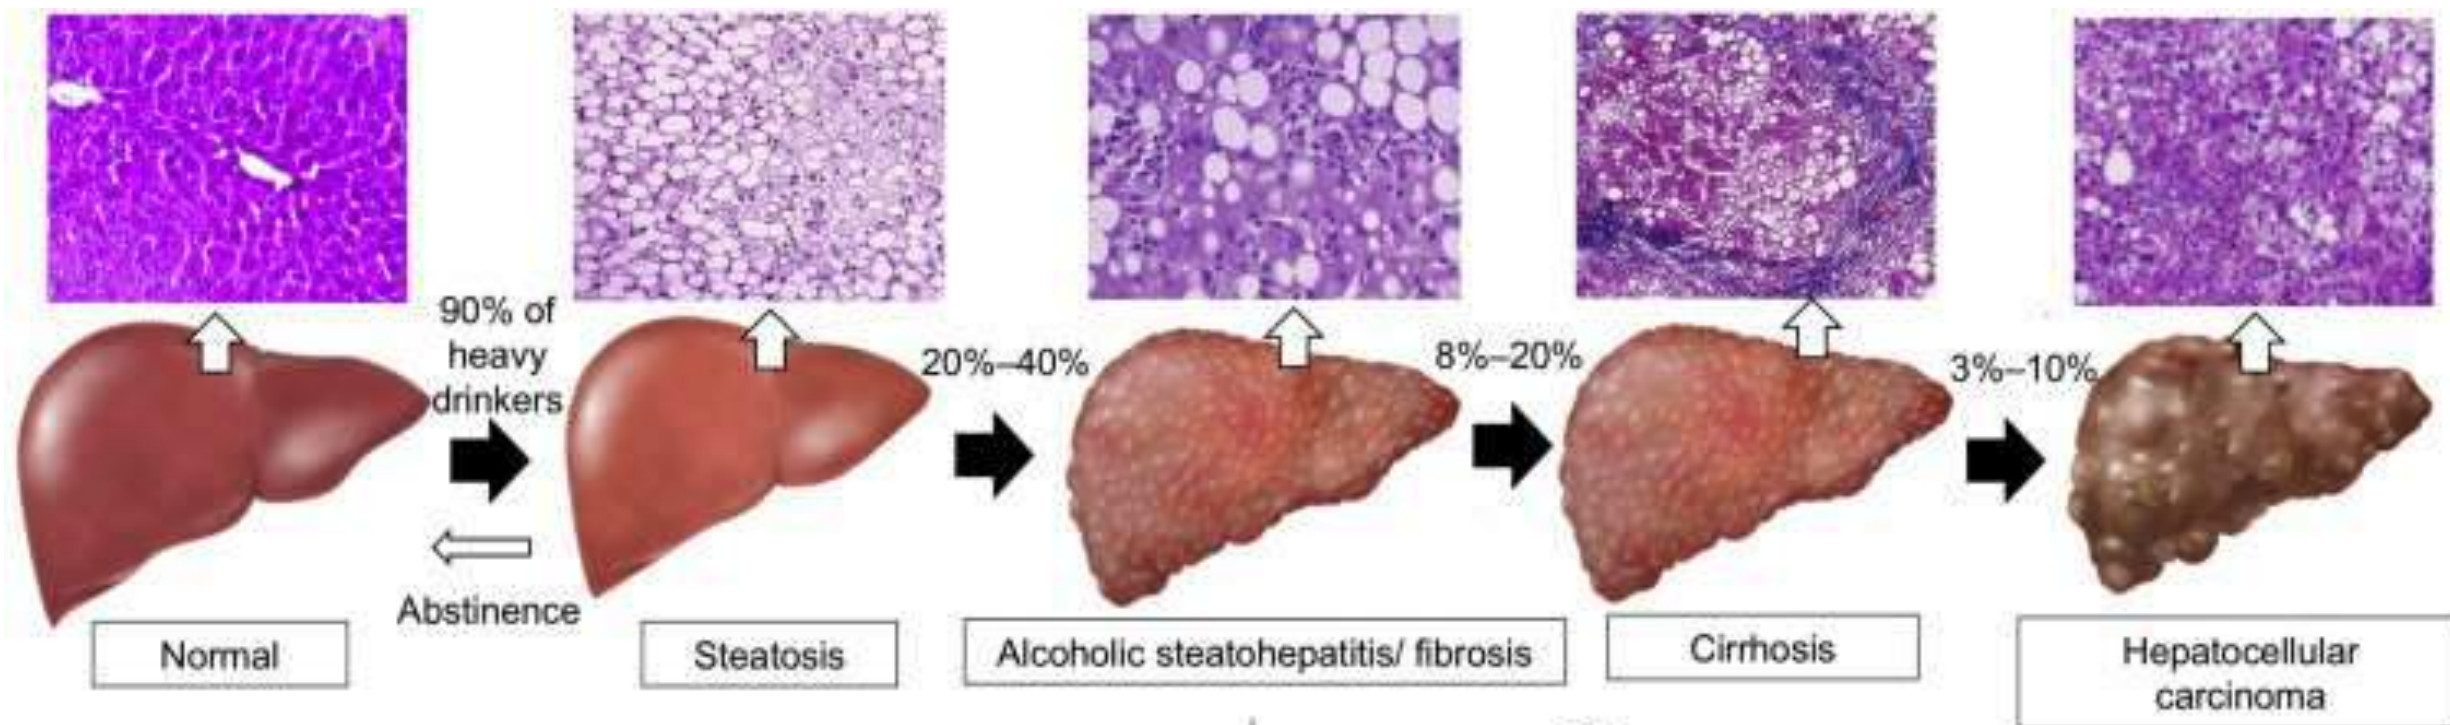 90% of
heavy
drinkers
20%–40%
8%–20%
3%–10%
Abstinence
Normal
Steatosis
Alcoholic steatohepatitis/ fibrosis
Cirrhosis
Hepatocellular
carcinoma